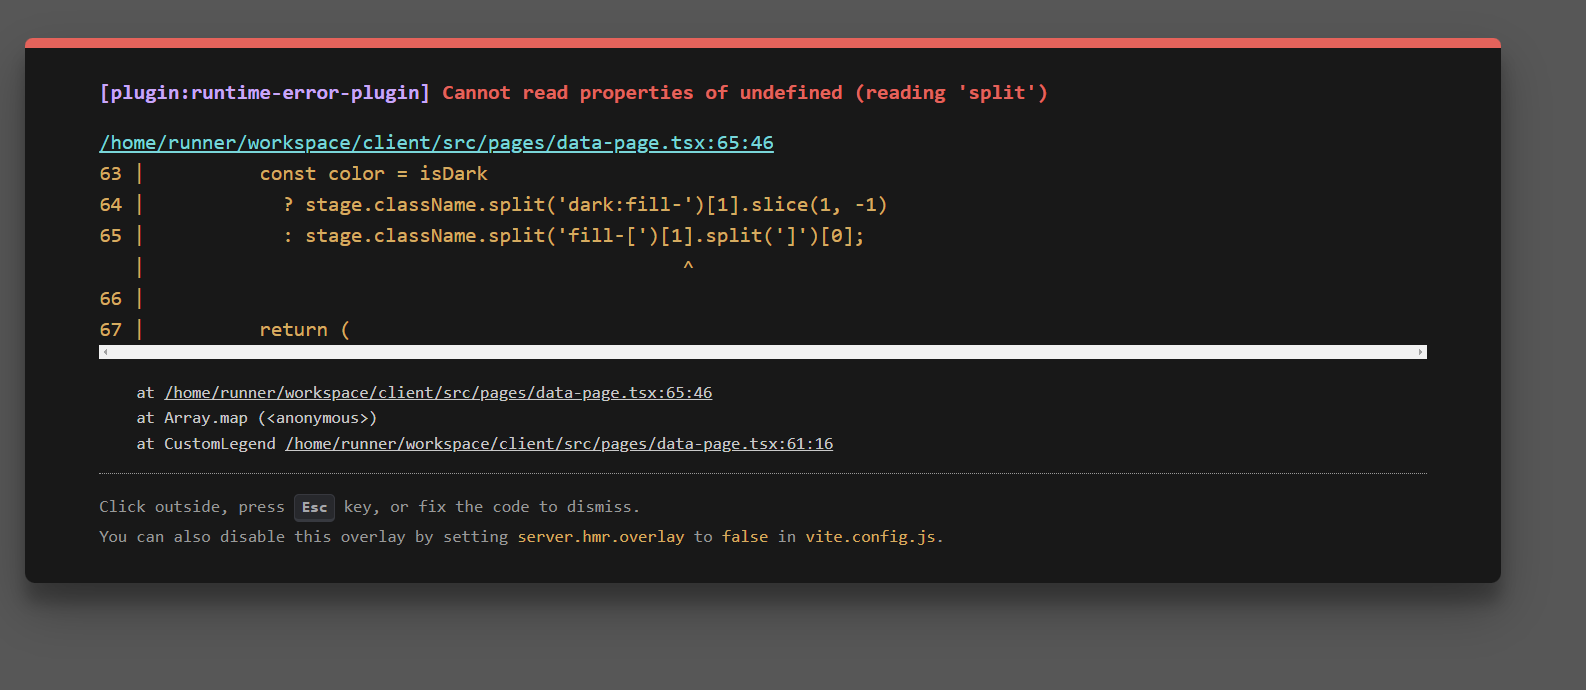 [plugin:runtime-error-plugin] Cannot read properties of undefined (reading 'split')
/home/runner/workspace/client/src/pages/data-page.tsx:65:46
63 |          const color = isDark
64 |            ? stage.className.split('dark:fill-')[1].slice(1, -1)
65 |            : stage.className.split('fill-[')[1].split(']')[0];
   |                                               ^
66 |
67 |          return (
at /home/runner/workspace/client/src/pages/data-page.tsx:65:46
at Array.map (<anonymous>)
at CustomLegend /home/runner/workspace/client/src/pages/data-page.tsx:61:16
Click outside, press Esc key, or fix the code to dismiss.
You can also disable this overlay by setting server.hmr.overlay to false in vite.config.js.